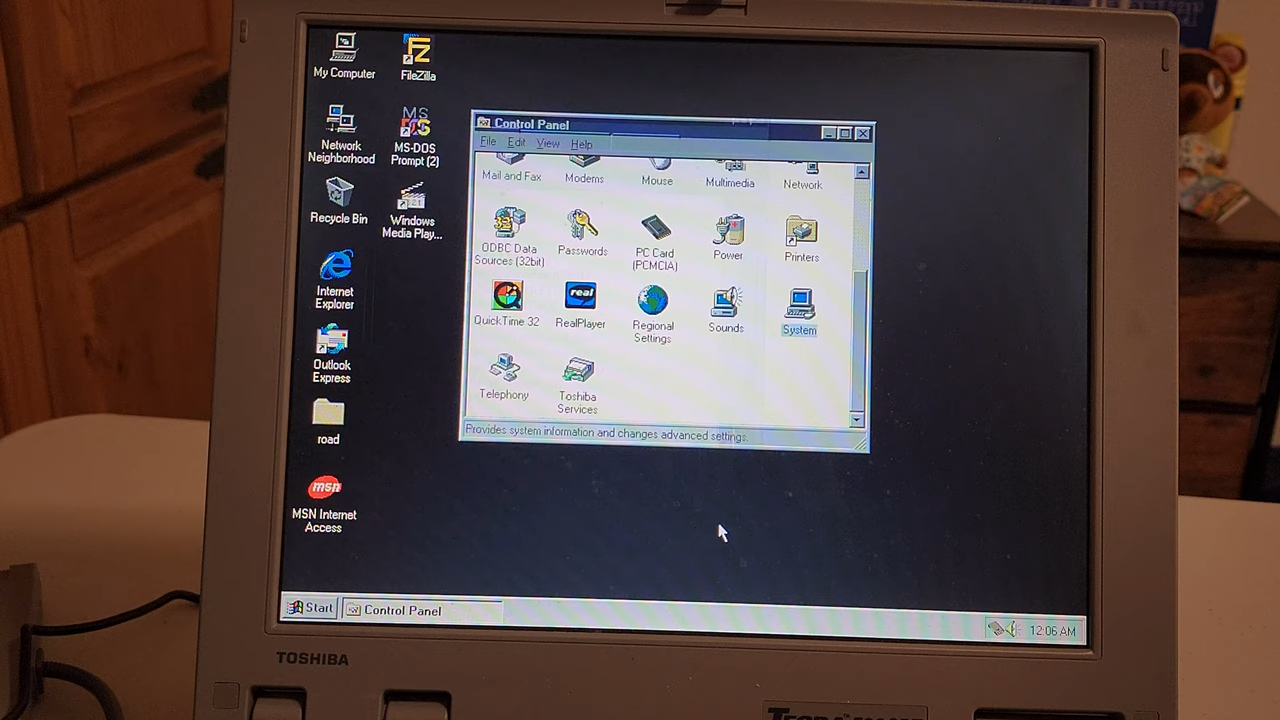 My Computer
FileZilla
Network
Neighborhood
MS-DOS
Prompt (2)
Recycle Bin
Windows
Media Play...
Internet
Explorer
Outlook
Express
road
msn
MSN Internet
Access
Control Panel
File Edit View Help
Mail and Fax
Modems
Mouse
Multimedia
Network
ODBC Data
Sources (32bit)
Passwords
PC Card
(PCMCIA)
Power
Printers
QuickTime 32
real
RealPlayer
Regional
Settings
Sounds
System
Telephony
Toshiba
Services
Provides system information and changes advanced settings.
Start
Control Panel
12:06 AM
TOSHIBA